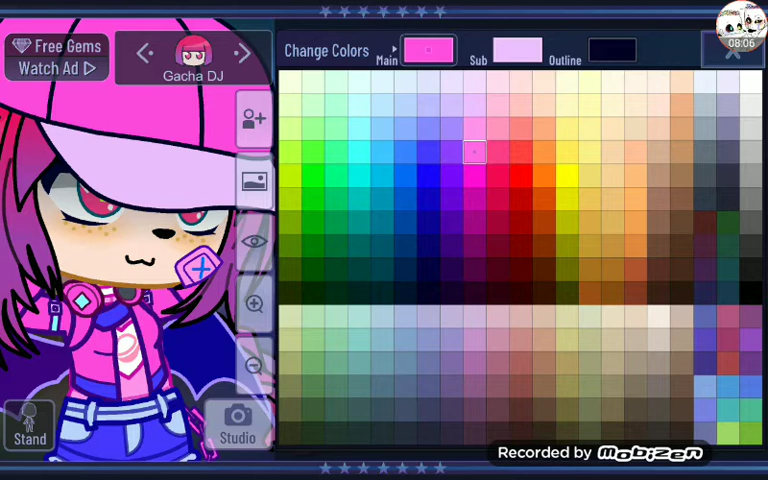 Free Gems
Watch Ad
Gacha DJ
Change Colors
Main
Sub
Outline
08:06
Stand
Studio
Recorded by Mobizen